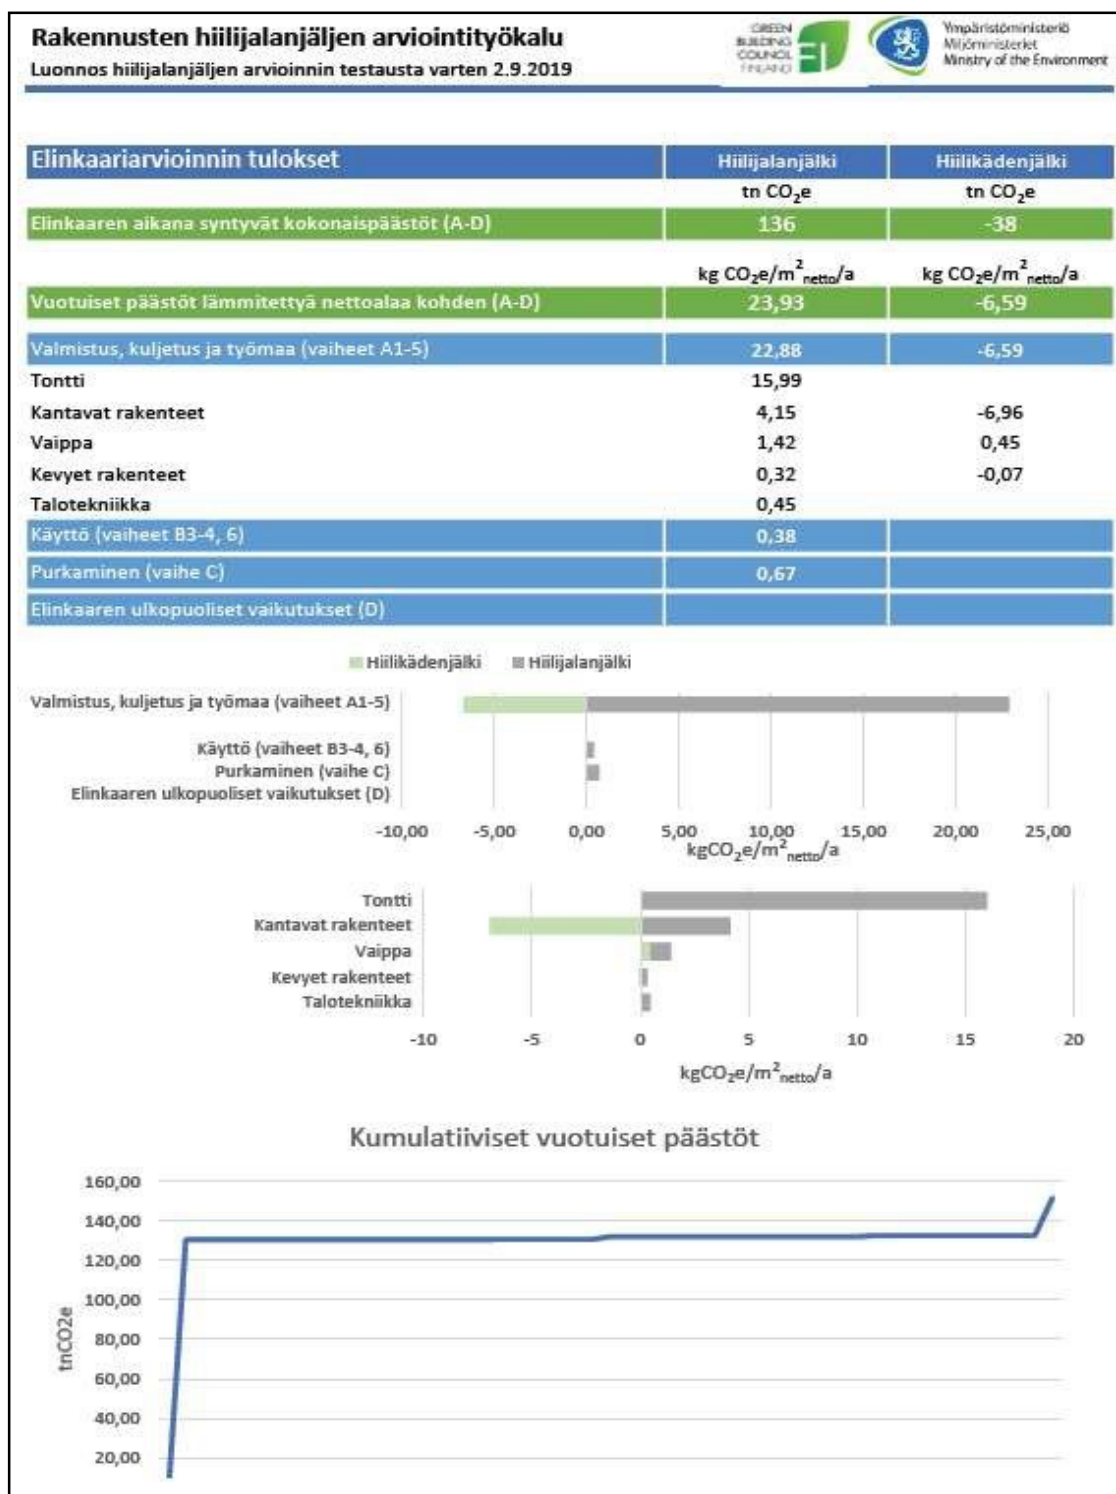 Rakennusten hiilijalanjäljen arviointityökalu
Luonnos hiilijalanjäljen arvioinnin testausta varten 2.9.2019
GREEN
BUILDING
COUNCIL
FINLAND
FI
Ympäristöministeriö
Miljöministeriet
Ministry of the Environment
Elinkaariarvioinnin tulokset Hiilijalanjälki Hiilikädenjälki
tn CO₂e tn CO₂e
Elinkaaren aikana syntyvät kokonaispäästöt (A-D) 136 -38
kg CO₂e/m²netto/a kg CO₂e/m²netto/a
Vuotuiset päästöt lämmitettyä nettoalaa kohden (A-D) 23,93 -6,59
Valmistus, kuljetus ja työmaa (vaiheet A1-5) 22,88 -6,59
Tontti 15,99
Kantavat rakenteet 4,15 -6,96
Vaippa 1,42 0,45
Kevyet rakenteet 0,32 -0,07
Talotekniikka 0,45
Käyttö (vaiheet B3-4, 6) 0,38
Purkaminen (vaihe C) 0,67
Elinkaaren ulkopuoliset vaikutukset (D)
Hiilikädenjälki Hiilijalanjälki
Valmistus, kuljetus ja työmaa (vaiheet A1-5)
Käyttö (vaiheet B3-4, 6)
Purkaminen (vaihe C)
Elinkaaren ulkopuoliset vaikutukset (D)
-10,00 -5,00 0,00 5,00 10,00 15,00 20,00 25,00
kgCO₂e/m²netto/a
Tontti
Kantavat rakenteet
Vaippa
Kevyet rakenteet
Talotekniikka
-10 -5 0 5 10 15 20
kgCO₂e/m²netto/a
Kumulatiiviset vuotuiset päästöt
160,00
140,00
120,00
100,00
80,00
60,00
40,00
20,00
tnCO2e